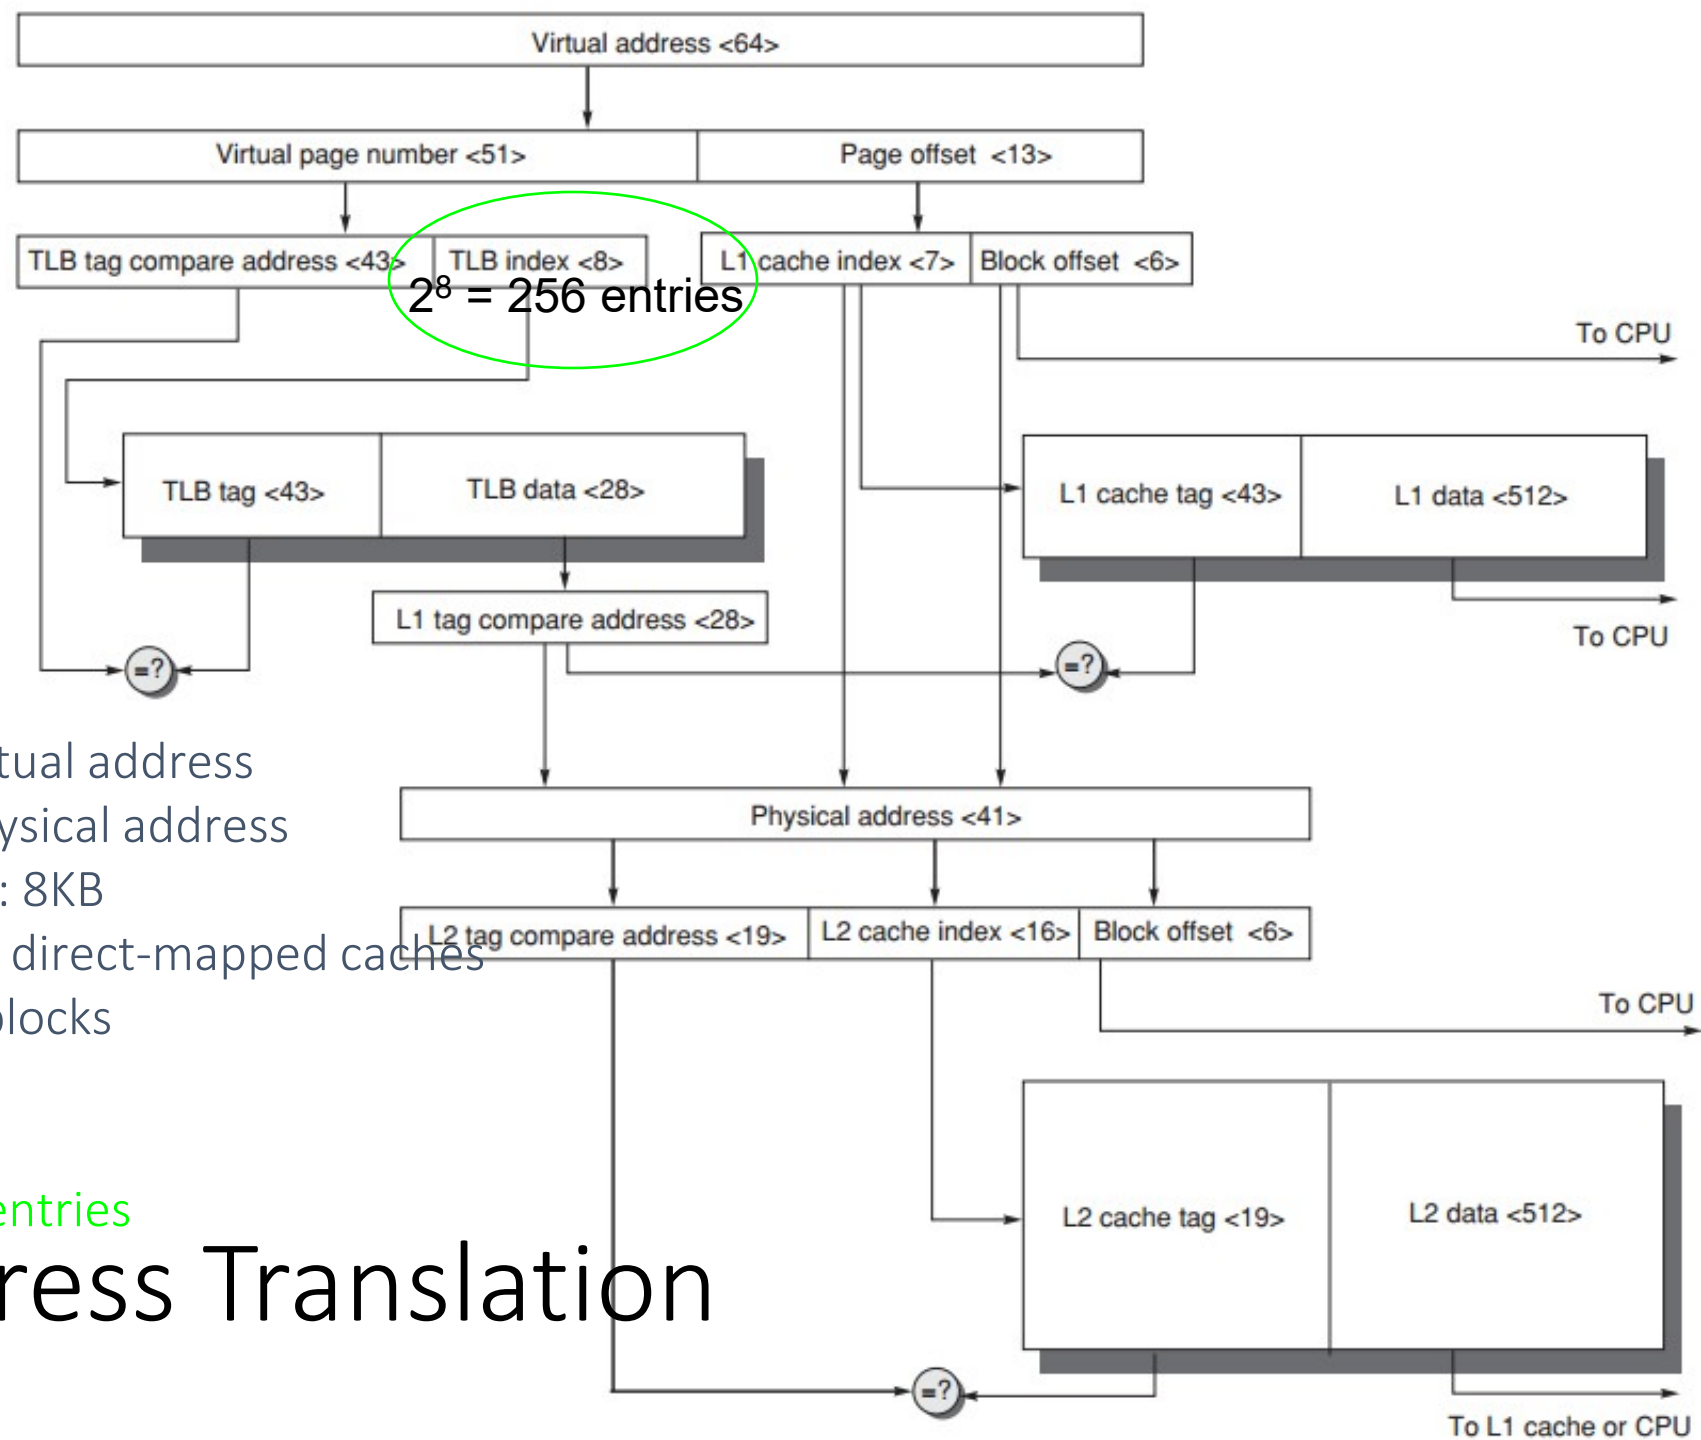 Virtual address <64>
Virtual page number <51> Page offset <13>
TLB tag compare address <43> TLB index <8> L1 cache index <7> Block offset <6>
2⁸ = 256 entries
To CPU
TLB tag <43> TLB data <28> L1 cache tag <43> L1 data <512>
L1 tag compare address <28>
To CPU
=? =?
tual address
Physical address <41>
ysical address
: 8KB
L2 tag compare address <19> L2 cache index <16> Block offset <6>
direct-mapped caches
To CPU
locks
entries
L2 cache tag <19> L2 data <512>
ress Translation
=?
To L1 cache or CPU